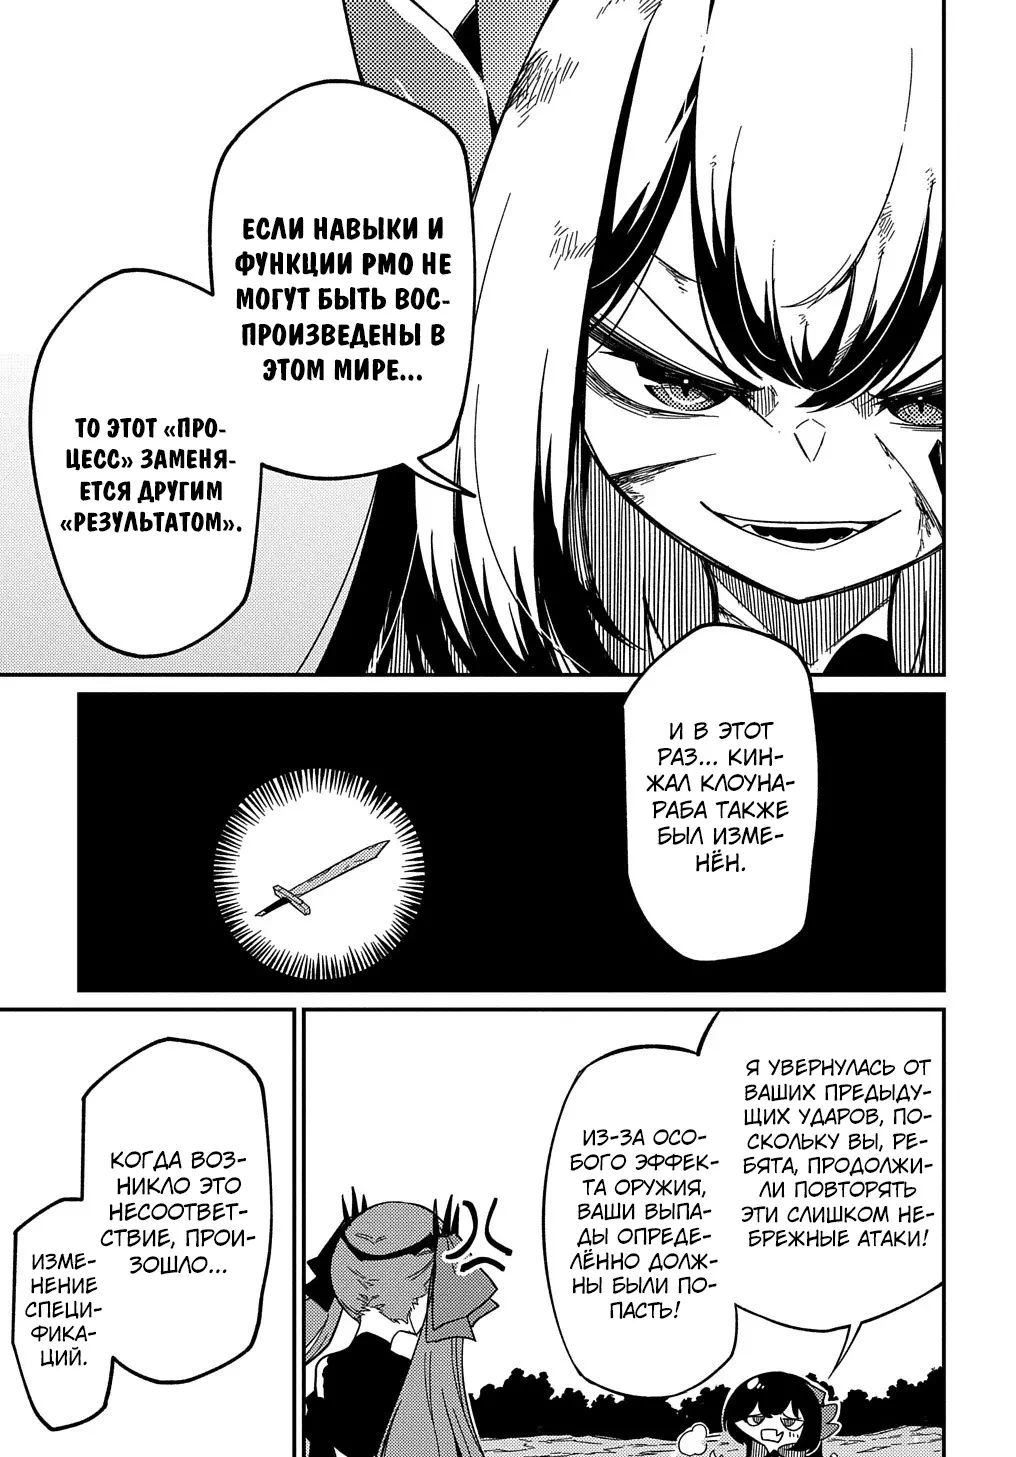 ЕСЛИ НАВЫКИ И
ФУНКЦИИ РМО НЕ
МОГУТ БЫТЬ ВОС-
ПРОИЗВЕДЕНЫ В
ЭТОМ МИРЕ...
ТО ЭТОТ «ПРО-
ЦЕСС» ЗАМЕНЯ-
ЕТСЯ ДРУГИМ
«РЕЗУЛЬТАТОМ».
И В ЭТОТ
РАЗ... КИН-
ЖАЛ КЛОУНА-
РАБА ТАКЖЕ
БЫЛ ИЗМЕ-
НЁН.
Я УВЕРНУЛАСЬ ОТ
ВАШИХ ПРЕДЫДУ-
ЩИХ УДАРОВ, ПО-
СКОЛЬКУ ВЫ, РЕ-
БЯТА, ПРОДОЛЖИ-
ЛИ ПОВТОРЯТЬ
ЭТИ СЛИШКОМ НЕ-
БРЕЖНЫЕ АТАКИ!
ИЗ-ЗА ОСО-
БОГО ЭФФЕК-
ТА ОРУЖИЯ,
ВАШИ ВЫПА-
ДЫ ОПРЕДЕ-
ЛЁННО ДОЛЖ-
НЫ БЫЛИ ПО-
ПАСТЬ!
КОГДА ВОЗ-
НИКЛО ЭТО
НЕСООТВЕТ-
СТВИЕ, ПРОИ-
ЗОШЛО...
ИЗМЕ-
НЕНИЕ
СПЕЦИ-
ФИКА-
ЦИЙ.